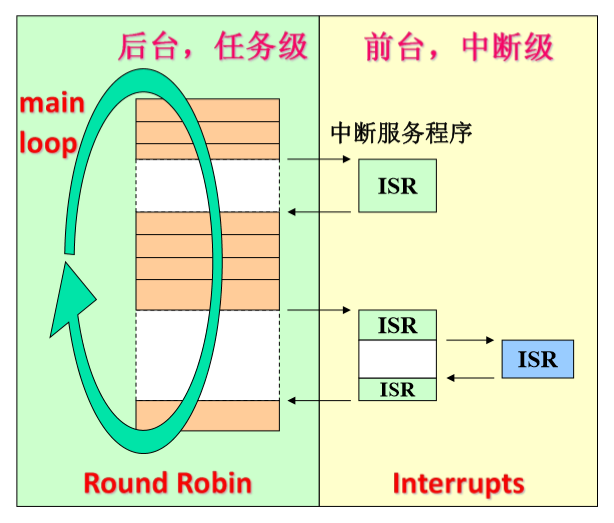 后台，任务级
前台，中断级
main
loop
中断服务程序
ISR
ISR
ISR
ISR
Round Robin
Interrupts